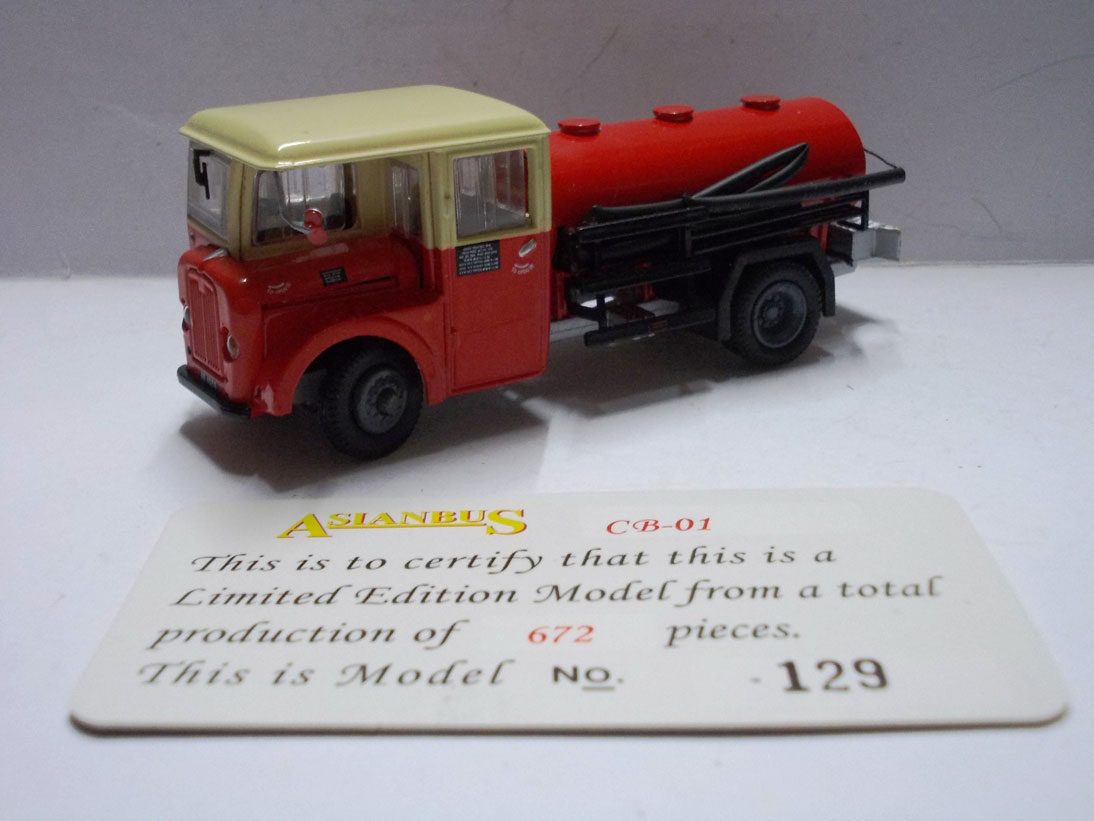 ASIANBUS CB-01
This is to certify that this is a
Limited Edition Model from a total
production of 672 pieces.
This is Model No. 129